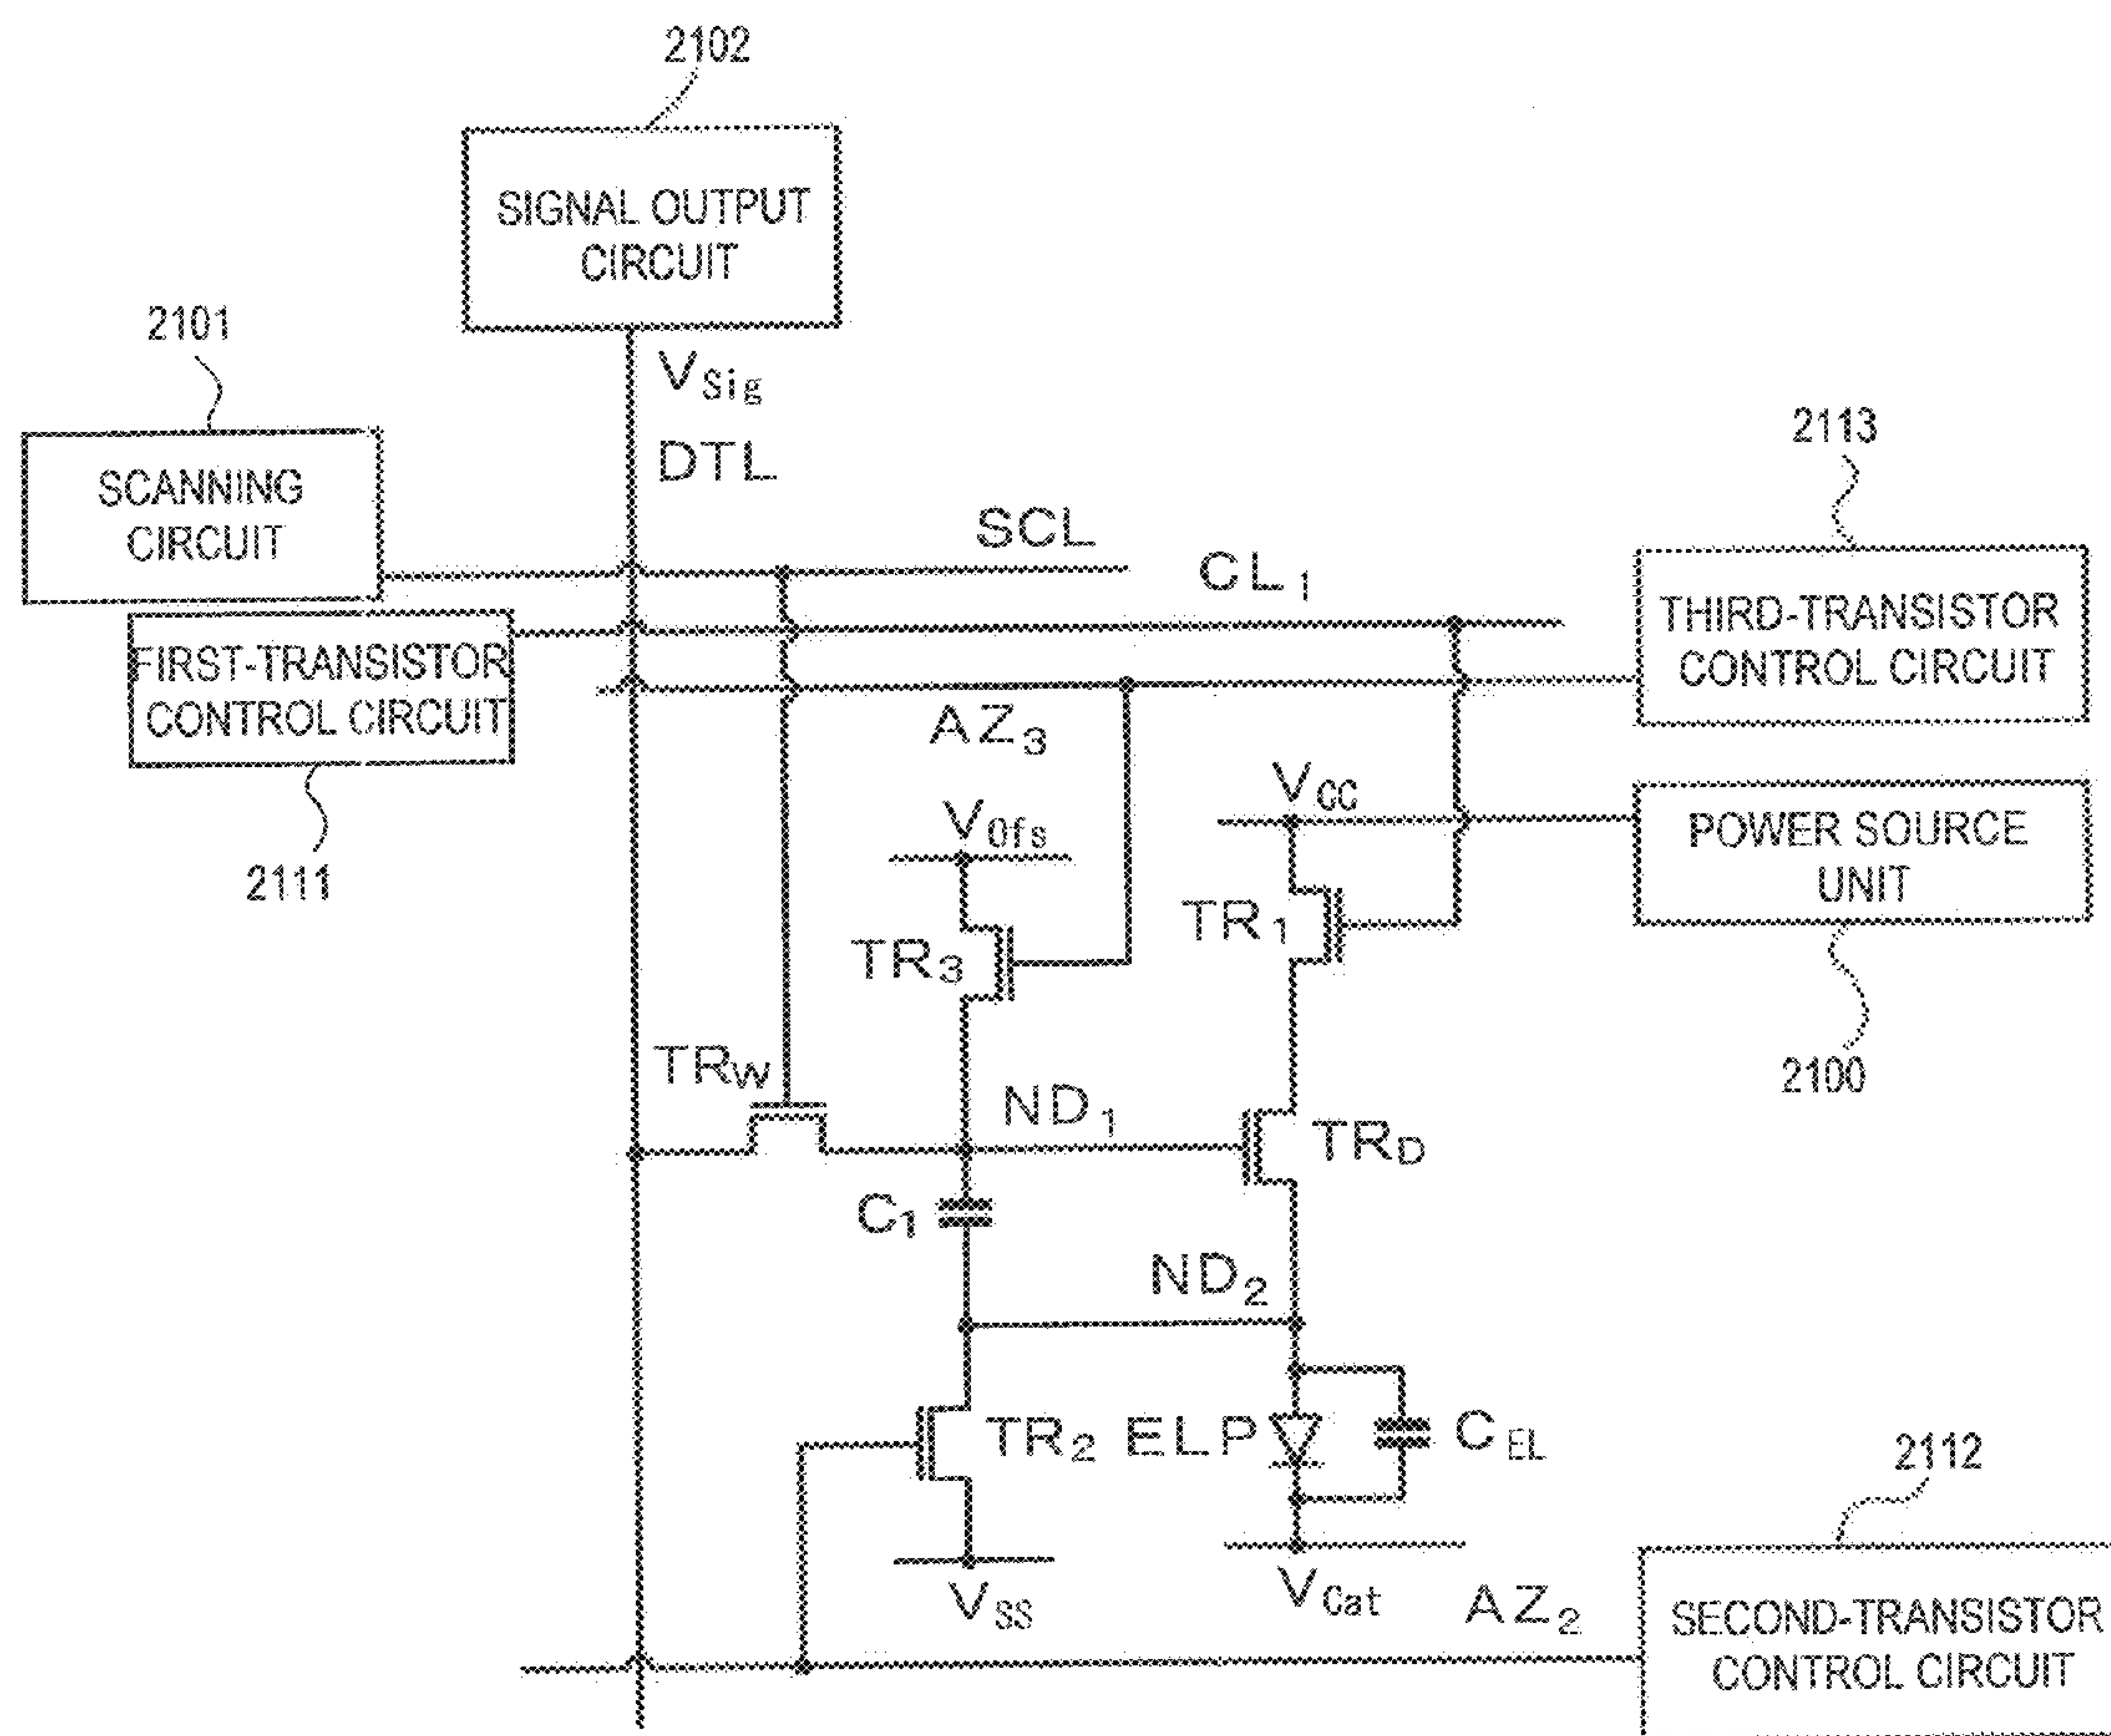 2102
SIGNAL OUTPUT
CIRCUIT
2101
VSig
DTL
SCANNING
CIRCUIT
2113
SCL
CL1
THIRD-TRANSISTOR
CONTROL CIRCUIT
FIRST-TRANSISTOR
CONTROL CIRCUIT
AZ3
2111
VCC
VOfs
POWER SOURCE
UNIT
TR1
TR3
2100
TRW
ND1
TRD
C1
ND2
TR2
ELP
CEL
2112
VSS
VCat
AZ2
SECOND-TRANSISTOR
CONTROL CIRCUIT